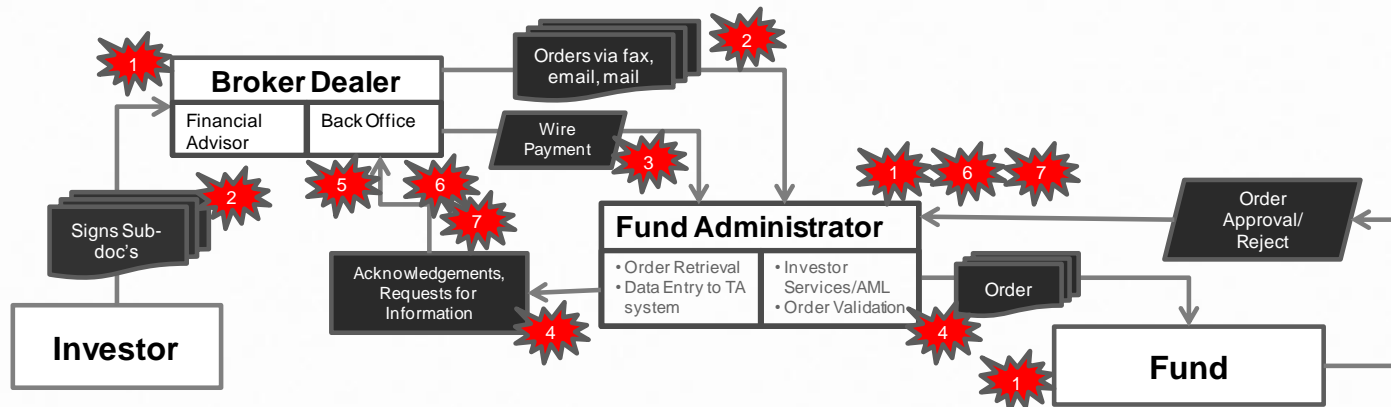 1
Broker Dealer
Financial
Advisor
Back Office
Orders via fax,
email, mail
2
Wire
Payment
3
Signs Sub-
doc's
2
Investor
5
6
7
Acknowledgements,
Requests for
Information
4
1
6
7
Fund Administrator
• Order Retrieval
• Data Entry to TA
system
• Investor
Services/AML
• Order Validation
4
Order
Order
Approval/
Reject
1
Fund